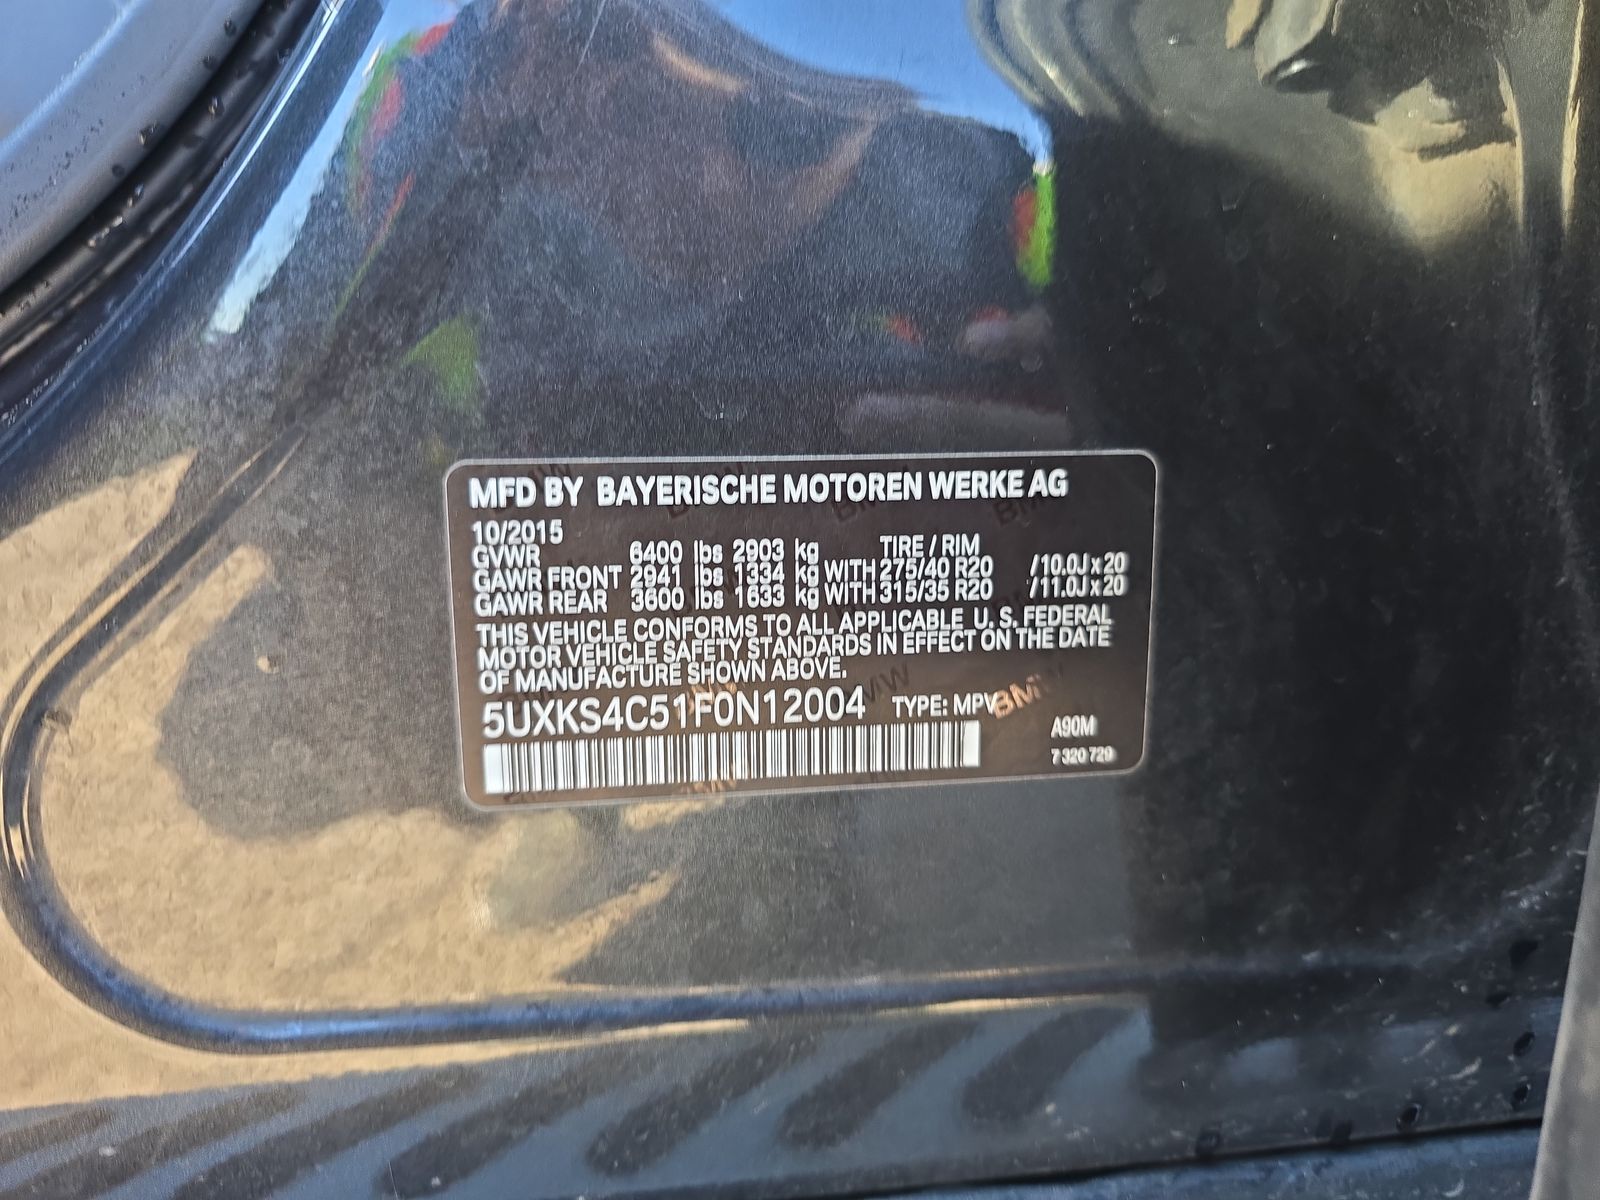 MFD BY BAYERISCHE MOTOREN WERKE AG
10/2015
GVWR 6400 lbs 2903 kg TIRE / RIM
GAWR FRONT 2941 lbs 1334 kg WITH 275/40 R20 /10.0J x 20
GAWR REAR 3600 lbs 1633 kg WITH 315/35 R20 /11.0J x 20
THIS VEHICLE CONFORMS TO ALL APPLICABLE U. S. FEDERAL
MOTOR VEHICLE SAFETY STANDARDS IN EFFECT ON THE DATE
OF MANUFACTURE SHOWN ABOVE.
5UXKS4C51F0N12004 TYPE: MPV
A90M
7 320 729